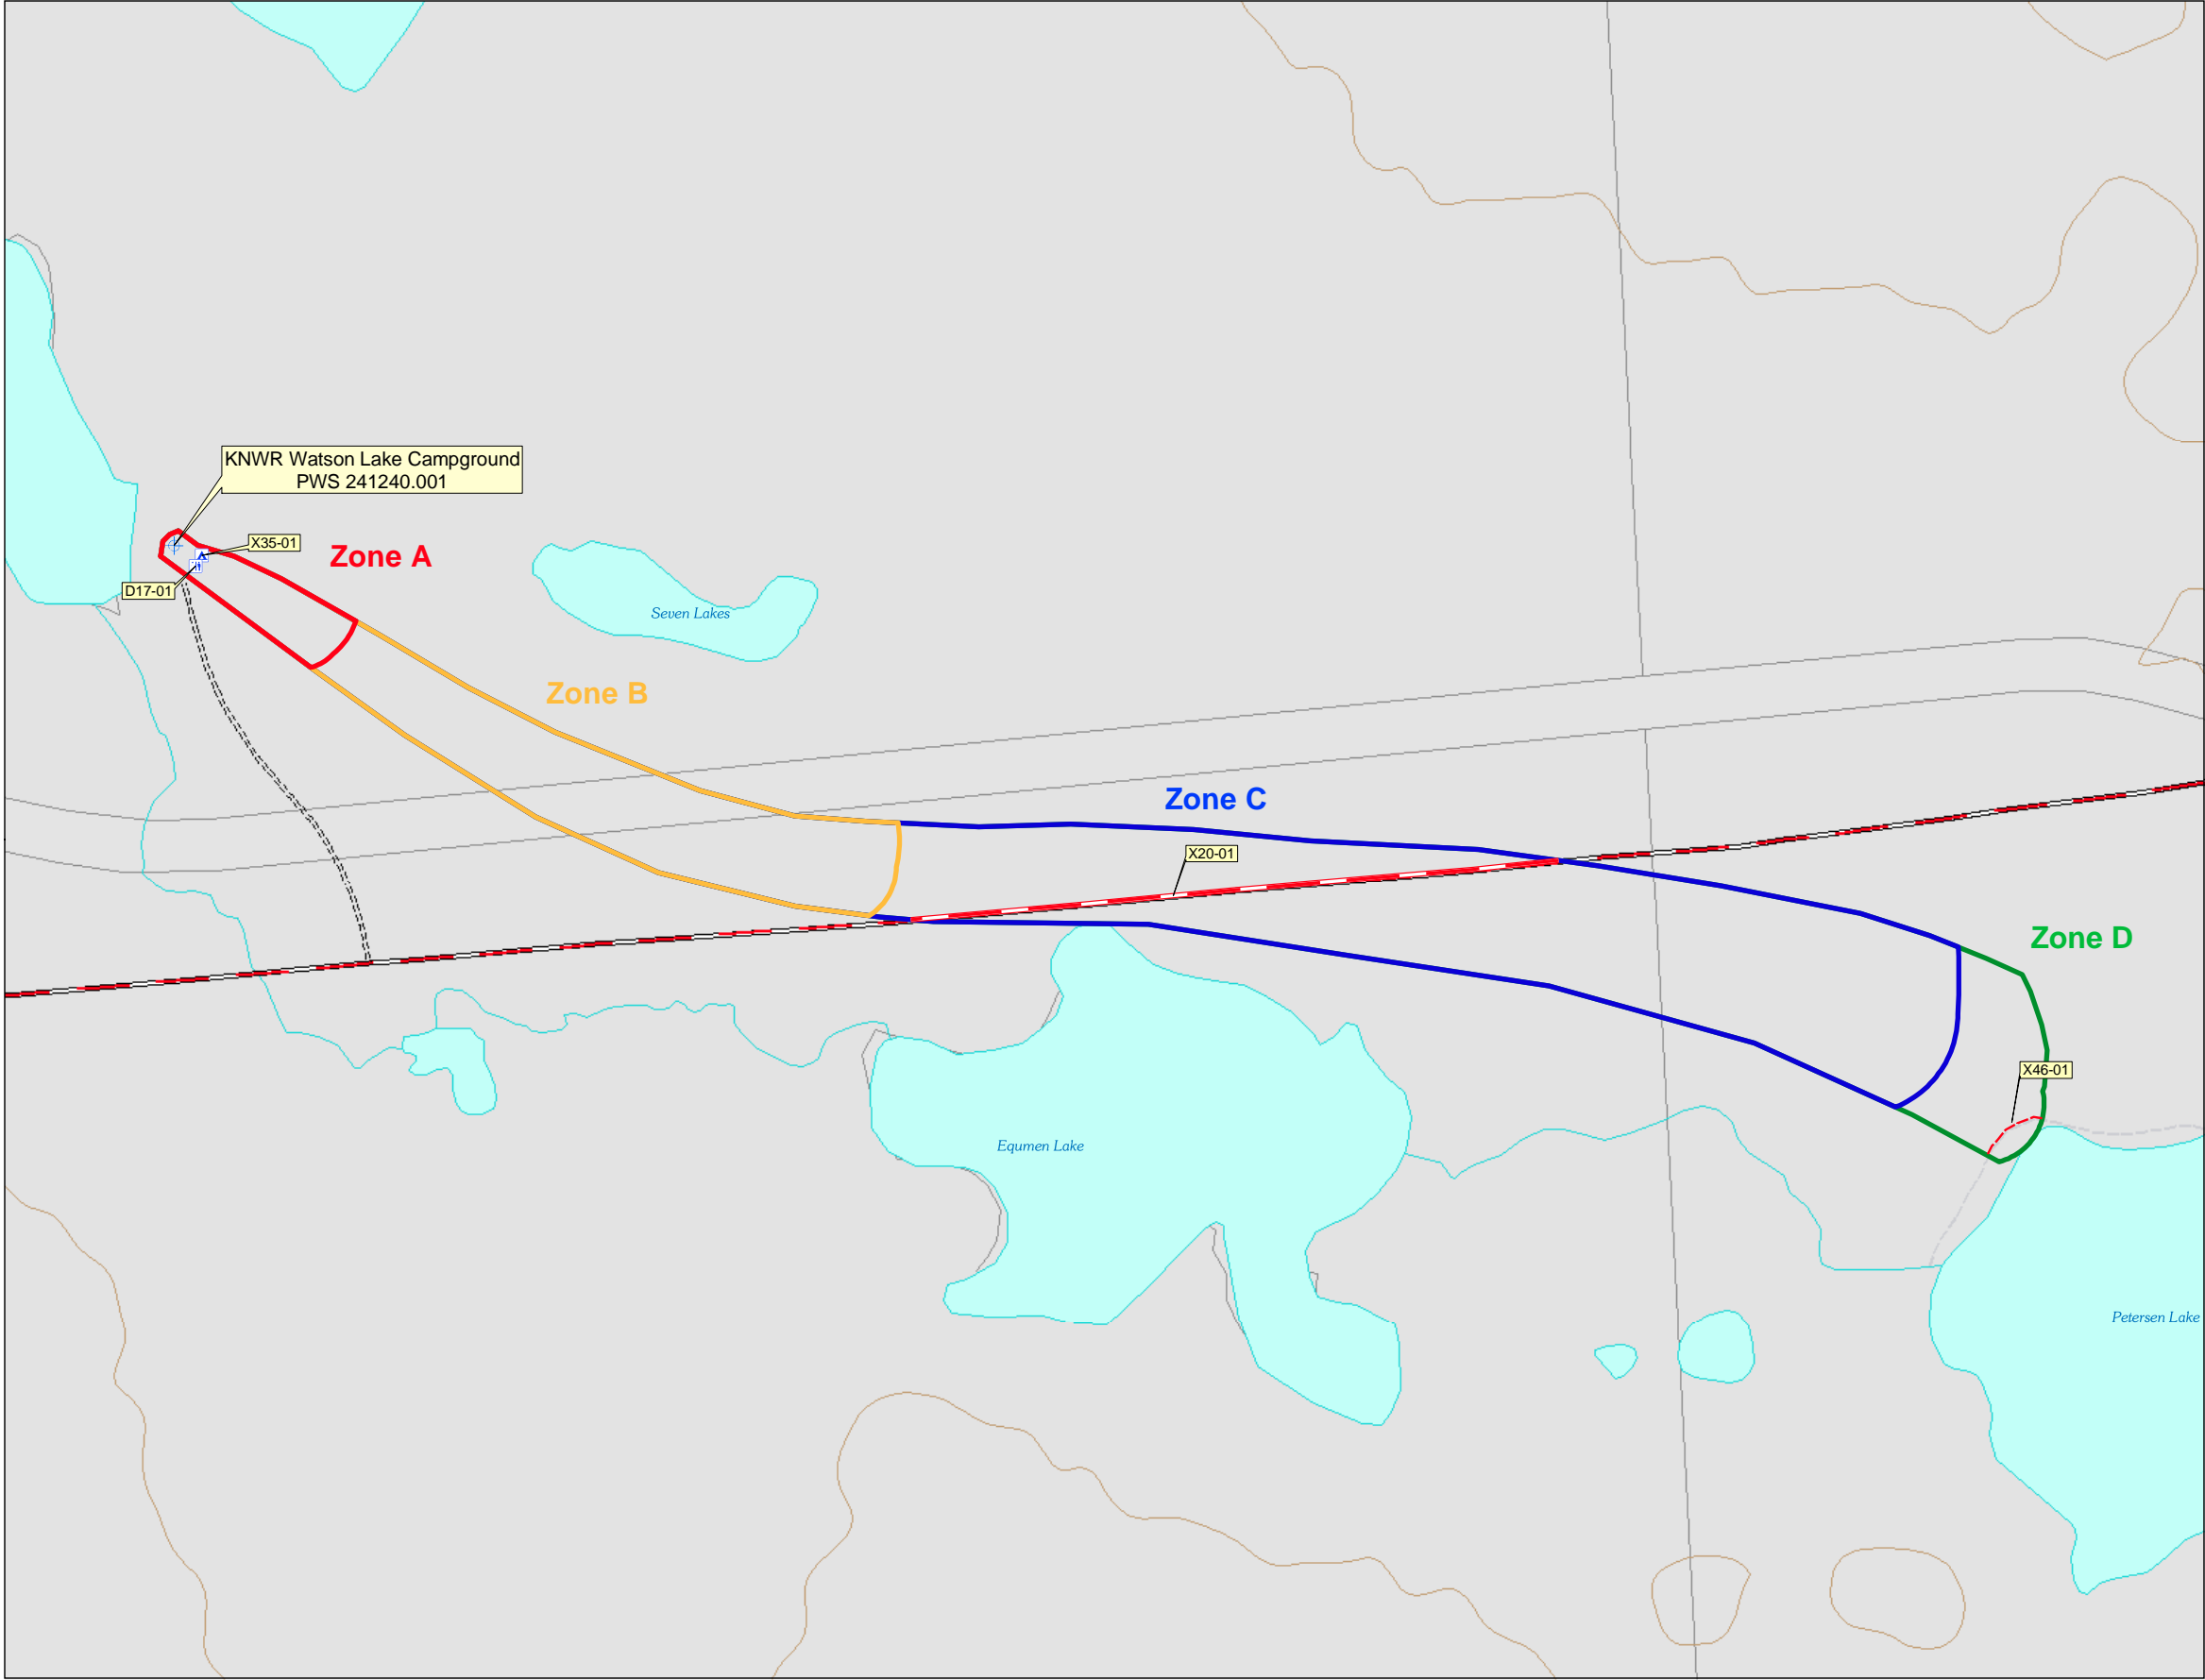 KNWR Watson Lake Campground
PWS 241240.001
X35-01
Zone A
D17-01
Seven Lakes
Zone B
Zone C
X20-01
Zone D
X46-01
Equmen Lake
Petersen Lake